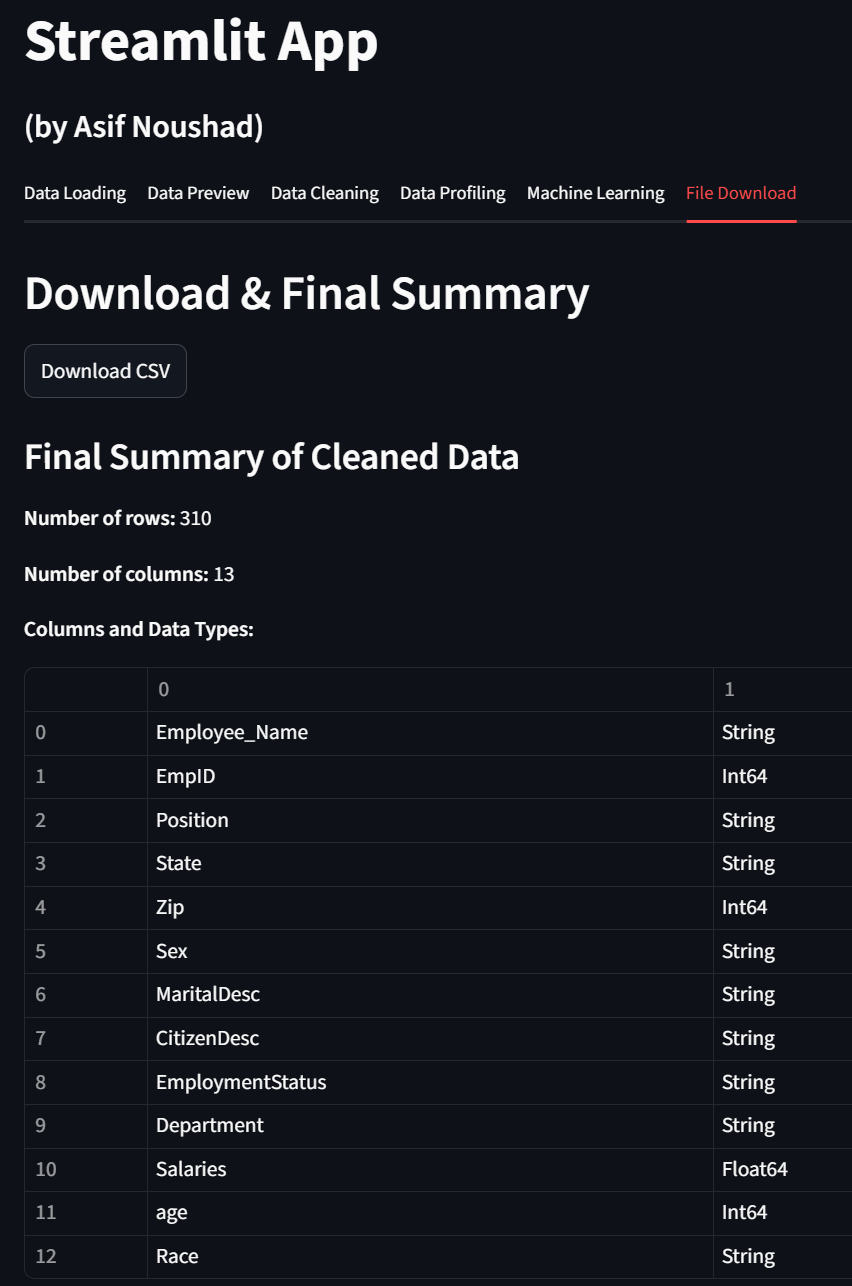 Streamlit App
(by Asif Noushad)
Data Loading Data Preview Data Cleaning Data Profiling Machine Learning File Download
Download & Final Summary
Download CSV
Final Summary of Cleaned Data
Number of rows: 310
Number of columns: 13
Columns and Data Types:
0 1
0 Employee_Name String
1 EmpID Int64
2 Position String
3 State String
4 Zip Int64
5 Sex String
6 MaritalDesc String
7 CitizenDesc String
8 EmploymentStatus String
9 Department String
10 Salaries Float64
11 age Int64
12 Race String